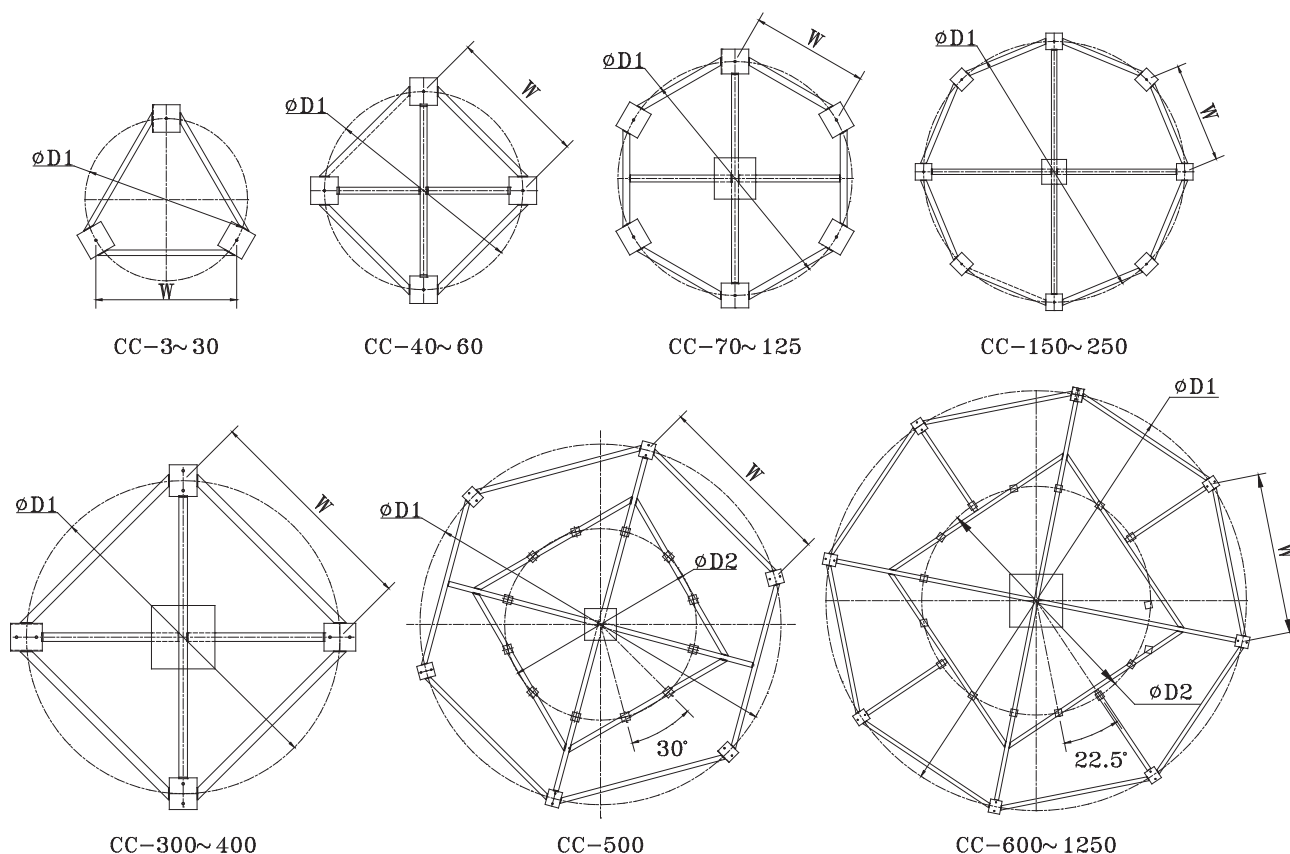 øD1
W
CC-3~30
øD1
W
CC-40~60
øD1
W
CC-70~125
øD1
W
CC-150~250
øD1
W
CC-300~400
øD1
W
øD2
30°
CC-500
øD1
W
øD2
22.5°
CC-600~1250